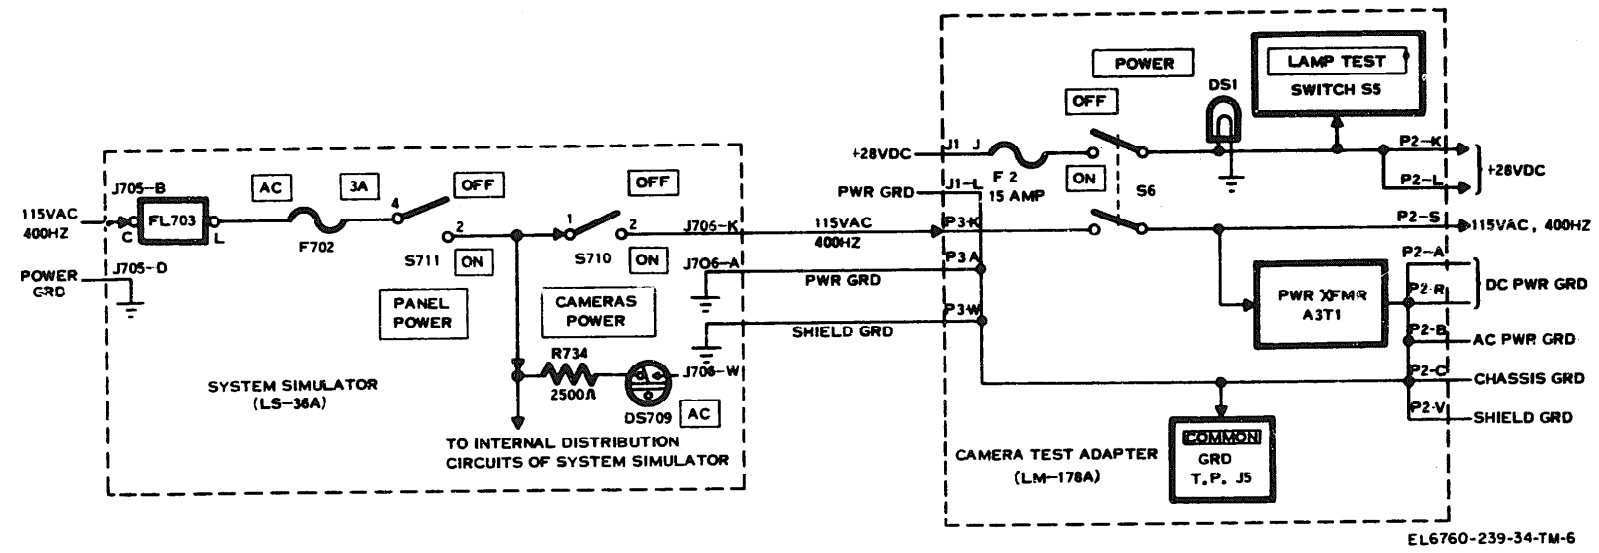 J705-B
115VAC
400HZ
C
FL703
L
POWER
GRD
J705-D
AC
3A
F702
4
OFF
2
S711
ON
PANEL
POWER
1
OFF
2
S710
ON
CAMERAS
POWER
R734
2500Ω
DS709
AC
J706-W
J705-K
J706-A
SYSTEM SIMULATOR
(LS-36A)
TO INTERNAL DISTRIBUTION
CIRCUITS OF SYSTEM SIMULATOR
115VAC
400HZ
PWR GRD
SHIELD GRD
+28VDC
PWR GRD
J1 J
J1-L
P3-K
P3A
P3-W
F 2
15 AMP
POWER
OFF
ON
S6
DS1
LAMP TEST
SWITCH S5
P2-K
P2-L
+28VDC
P2-S
115VAC, 400HZ
PWR XFMR
A3T1
P2-A
P2-R
DC PWR GRD
P2-B
AC PWR GRD
P2-C
CHASSIS GRD
P2-V
SHIELD GRD
COMMON
GRD
T.P. J5
CAMERA TEST ADAPTER
(LM-178A)
EL6760-239-34-TM-6